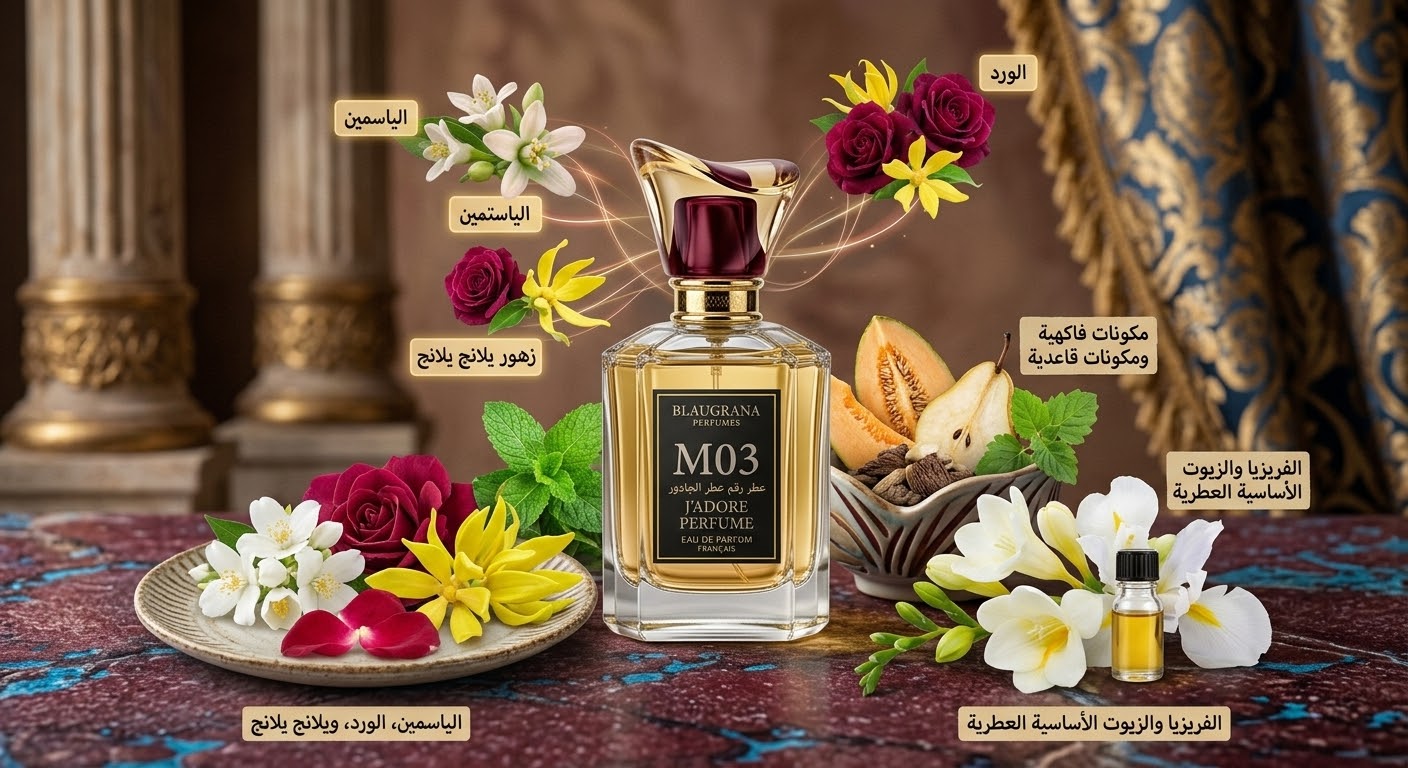 الياسمين
الورد
الياستمين
زهور يلانج يلانج
مكونات فاكهية
ومكونات قاعدية
BLAUGRANA
PERFUMES
M03
عطر رقم عطر الجادور
J'ADORE
PERFUME
EAU DE PARTOM
FRANÇAIS
الفريزيا والزيوت
الأساسية العطرية
الياسمين، الورد، ويلانج يلانج
الفريزيا والزيوت الأساسية العطرية